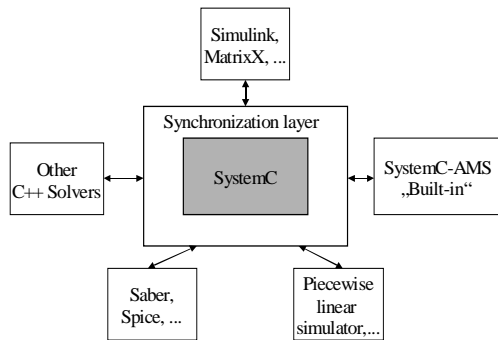 Simulink,
MatrixX, ...
Synchronization layer
SystemC
Other
C++ Solvers
SystemC-AMS
„Built-in“
Saber,
Spice, ...
Piecewise
linear
simulator,...